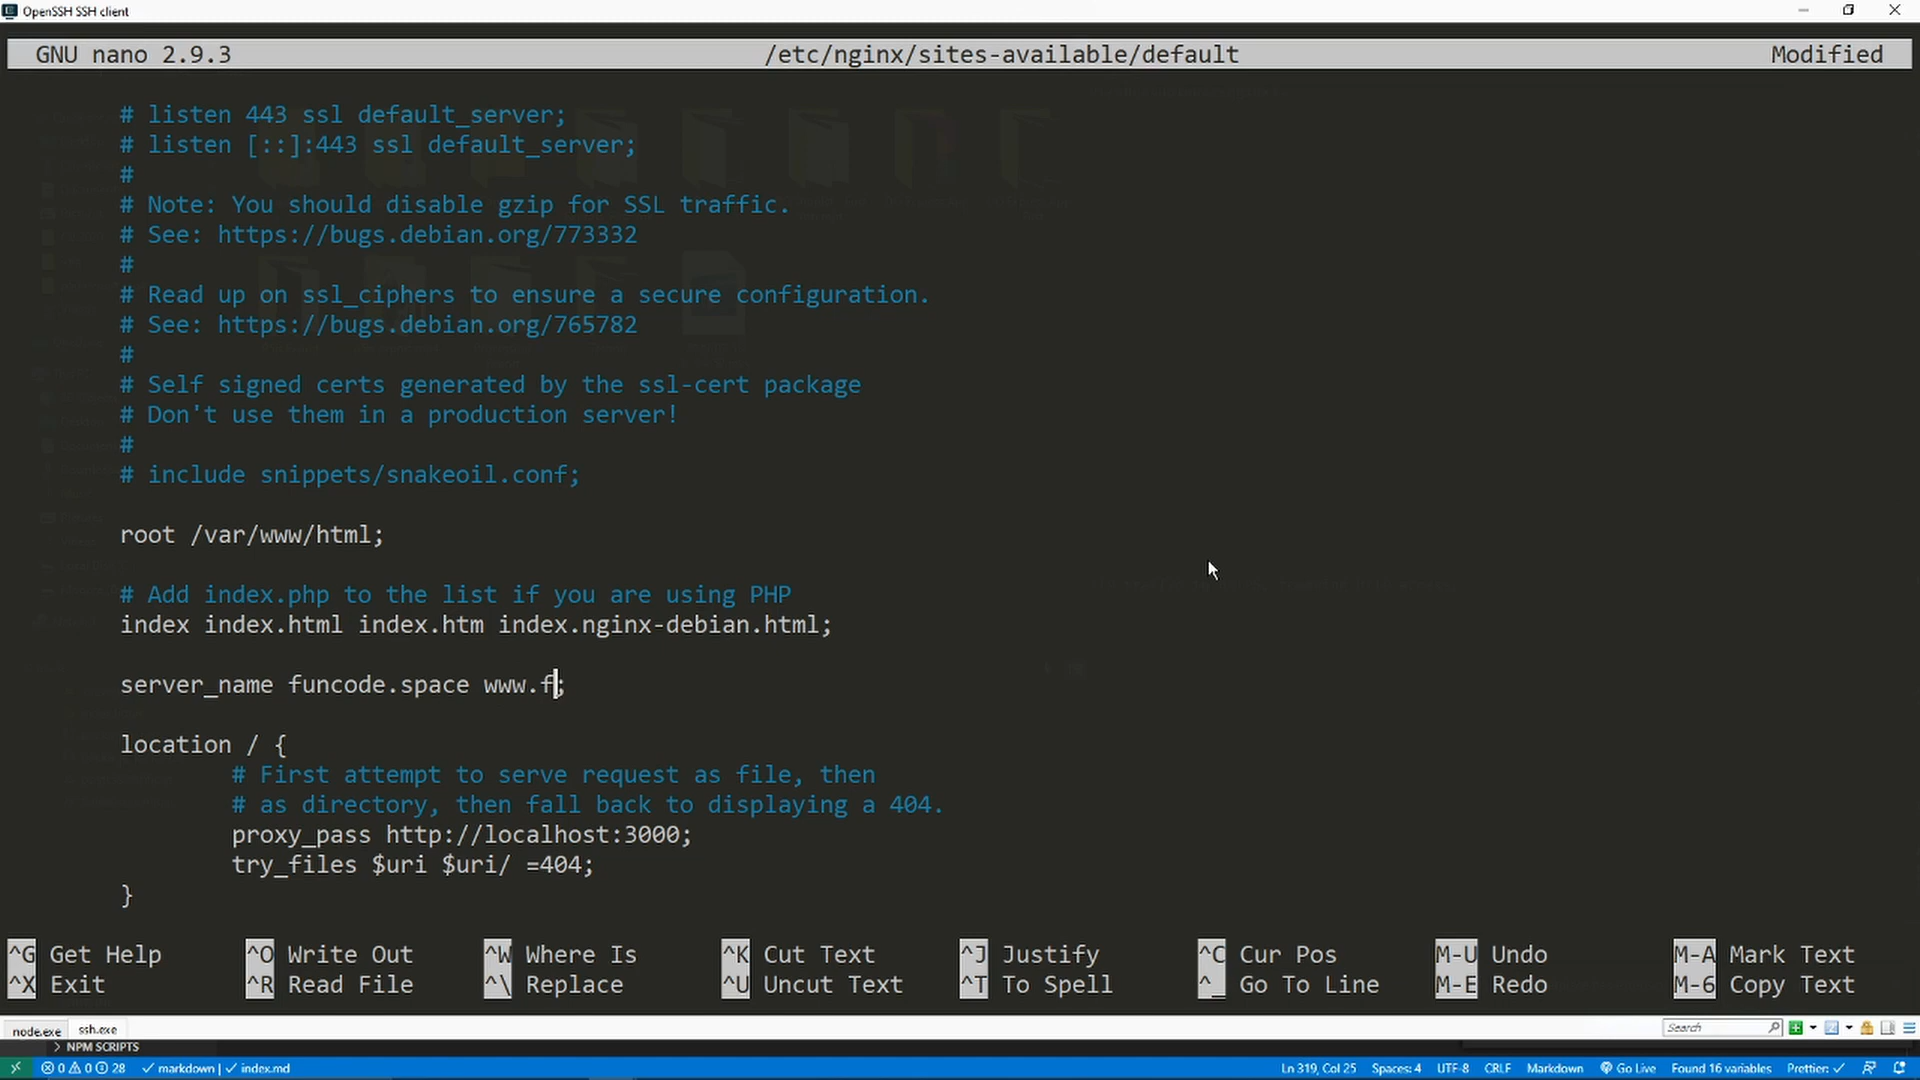 OpenSSH SSH client
GNU nano 2.9.3 /etc/nginx/sites-available/default Modified
# listen 443 ssl default_server;
# listen [::]:443 ssl default_server;
#
# Note: You should disable gzip for SSL traffic.
# See: https://bugs.debian.org/773332
#
# Read up on ssl_ciphers to ensure a secure configuration.
# See: https://bugs.debian.org/765782
#
# Self signed certs generated by the ssl-cert package
# Don't use them in a production server!
#
# include snippets/snakeoil.conf;
root /var/www/html;
# Add index.php to the list if you are using PHP
index index.html index.htm index.nginx-debian.html;
server_name funcode.space www.f;
location / {
# First attempt to serve request as file, then
# as directory, then fall back to displaying a 404.
proxy_pass http://localhost:3000;
try_files $uri $uri/ =404;
}
^G Get Help ^O Write Out ^W Where Is ^K Cut Text ^J Justify ^C Cur Pos M-U Undo M-A Mark Text
^X Exit ^R Read File ^\ Replace ^U Uncut Text ^T To Spell ^_ Go To Line M-E Redo M-6 Copy Text
node.exe ssh.exe Search
> NPM SCRIPTS
0 0 28 markdown | index.md Ln 319, Col 25 Spaces: 4 UTF-8 CRLF Markdown Go Live Found 16 variables Prettier: